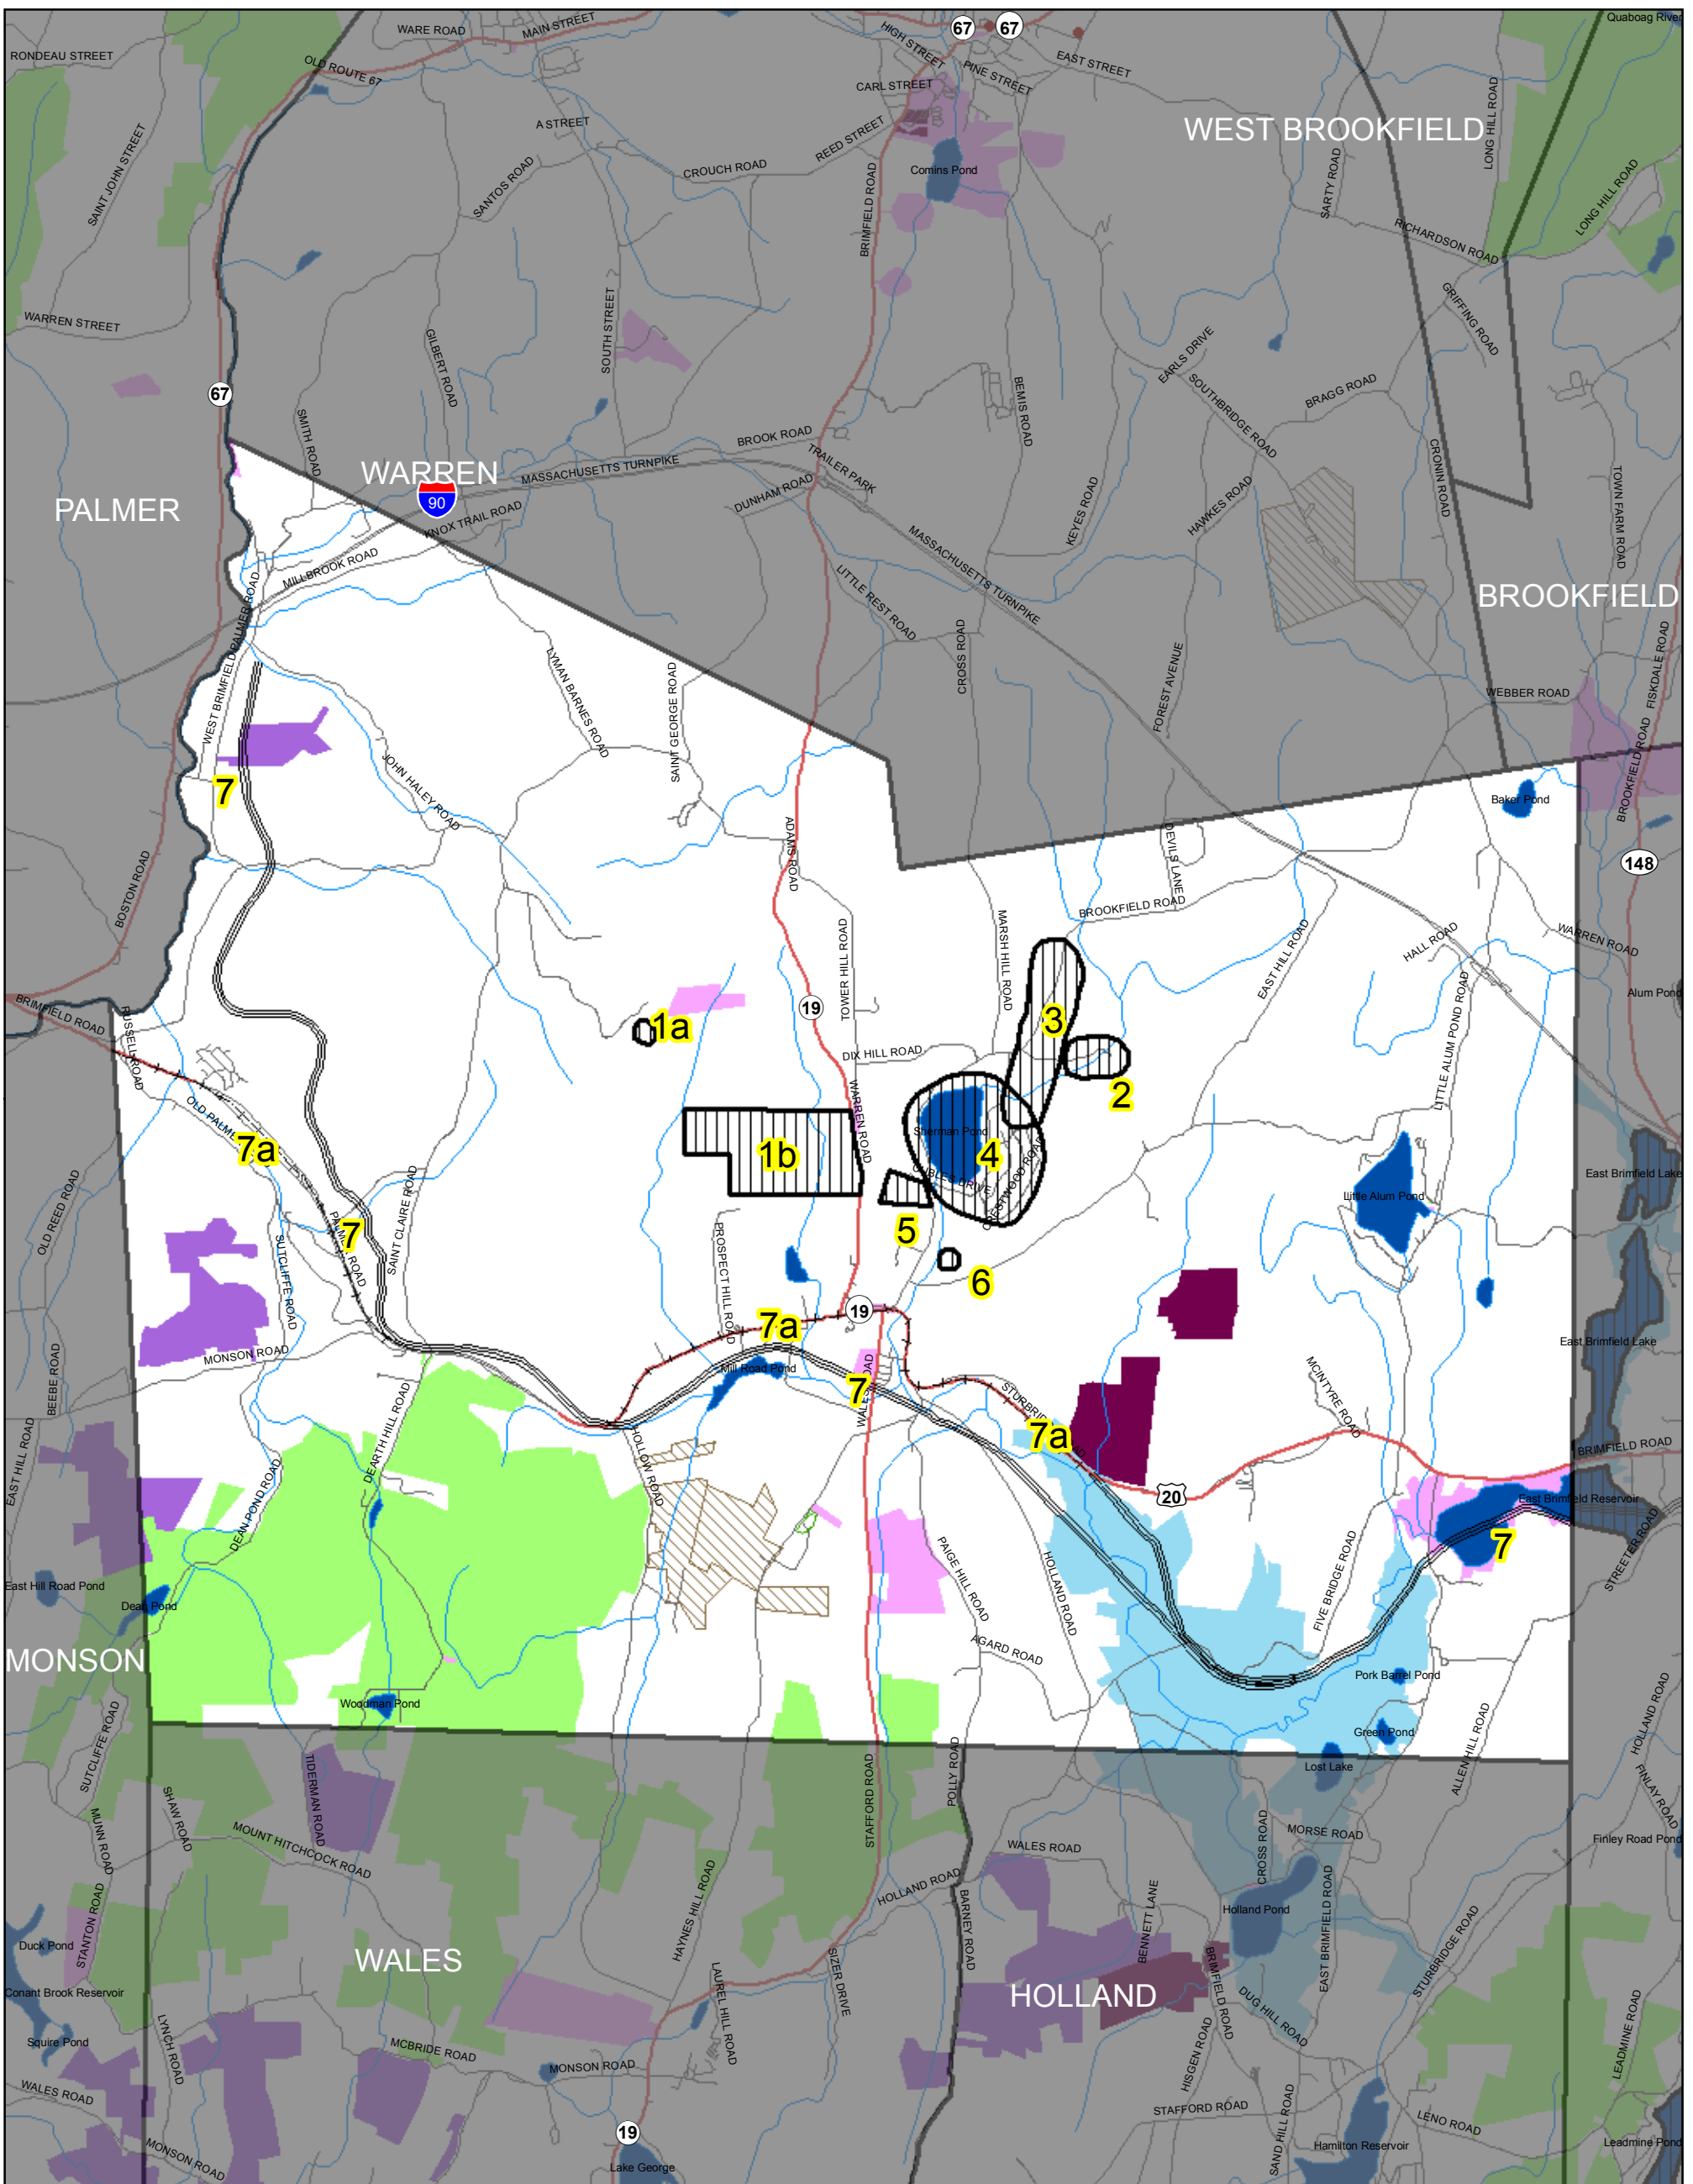 Quaboag River
WARE ROAD
MAIN STREET
67
67
HIGH STREET
PINE STREET
EAST STREET
RONDEAU STREET
OLD ROUTE 67
CARL STREET
LONG HILL ROAD
A STREET
REED STREET
WEST BROOKFIELD
SAINT JOHN STREET
SANTOS ROAD
CROUCH ROAD
Comins Pond
SARTY ROAD
LONG HILL ROAD
BRIMFIELD ROAD
RICHARDSON ROAD
WARREN STREET
SOUTH STREET
GILBERT ROAD
GRIFFING ROAD
EARLS DRIVE
67
SOUTHBRIDGE ROAD
BRAGG ROAD
BEMIS ROAD
SMITH ROAD
BROOK ROAD
TRAILER PARK
CRONIN ROAD
WARREN
90
MASSACHUSETTS TURNPIKE
DUNHAM ROAD
TOWN FARM ROAD
PALMER
KNOX TRAIL ROAD
KEYES ROAD
HAWKES ROAD
MASSACHUSETTS TURNPIKE
MILLBROOK ROAD
LITTLE REST ROAD
BROOKFIELD
WEST BRIMFIELD PALMER ROAD
CROSS ROAD
FOREST AVENUE
FISKDALE ROAD
LYMAN BARNES ROAD
SAINT GEORGE ROAD
WEBBER ROAD
BROOKFIELD ROAD
7
JOHN HALEY ROAD
Baker Pond
ADAMS ROAD
DEVILS LANE
148
BOSTON ROAD
BROOKFIELD ROAD
MARSH HILL ROAD
TOWER HILL ROAD
EAST HILL ROAD
HALL ROAD
WARREN ROAD
Alum Pond
BRIMFIELD ROAD
RUSSELL ROAD
19
1a
3
LITTLE ALUM POND ROAD
DIX HILL ROAD
2
WARREN ROAD
7a
1b
Sherman Pond
4
CRESTWOOD ROAD
East Brimfield Lake
Little Alum Pond
OLD REED ROAD
SAINT CLAIRE ROAD
7
5
PROSPECT HILL ROAD
SUTCLIFFE ROAD
6
19
7a
East Brimfield Lake
MONSON ROAD
Mill Road Pond
BEEBE ROAD
7
MCINTYRE ROAD
DEARTH HILL ROAD
EAST HILL ROAD
HOLLOW ROAD
7a
BRIMFIELD ROAD
20
East Brimfield Reservoir
DEAN POND ROAD
7
STREETER ROAD
East Hill Road Pond
Dean Pond
PAIGE HILL ROAD
HOLLAND ROAD
FIVE BRIDGE ROAD
AGARD ROAD
MONSON
Pork Barrel Pond
Woodman Pond
Green Pond
HOLLAND ROAD
SUTCLIFFE ROAD
TIDERMAN ROAD
POLLY ROAD
STAFFORD ROAD
Lost Lake
ALLEN HILL ROAD
FINLAY ROAD
SHAW ROAD
MUNN ROAD
MOUNT HITCHCOCK ROAD
WALES ROAD
CROSS ROAD
MORSE ROAD
Finley Road Pond
HOLLAND ROAD
HAYNES HILL ROAD
BARNEY ROAD
BENNETT LANE
Holland Pond
EAST BRIMFIELD ROAD
STANTON ROAD
Duck Pond
WALES
SIZER DRIVE
BRIMFIELD ROAD
STURBRIDGE ROAD
Conant Brook Reservoir
LAUREL HILL ROAD
HOLLAND
DUG HILL ROAD
Squire Pond
LYNCH ROAD
MCBRIDE ROAD
MONSON ROAD
HISGEN ROAD
LEADMINE ROAD
WALES ROAD
STAFFORD ROAD
SAND HILL ROAD
LENO ROAD
MONSON ROAD
19
Hamilton Reservoir
Leadmine Pond
Lake George